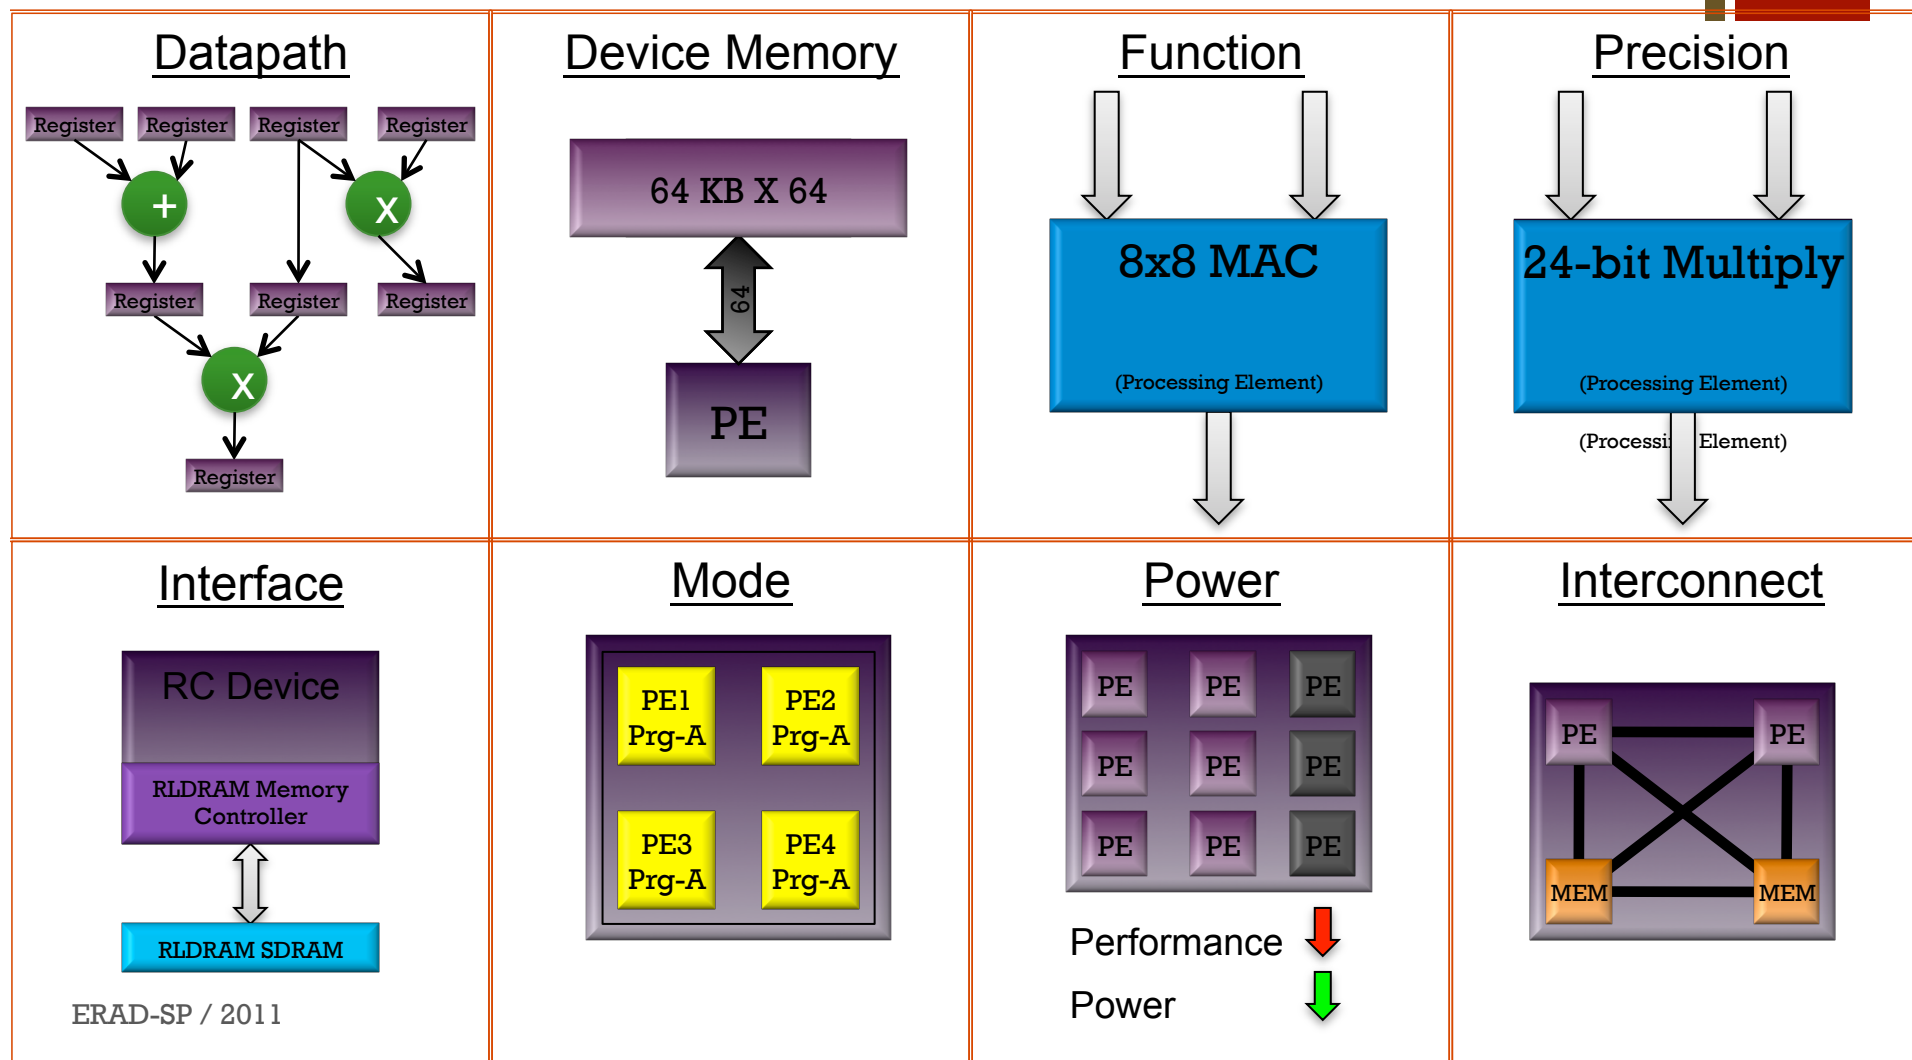 Datapath
Register Register Register Register
+
x
Register Register Register
x
Register
Device Memory
64 KB X 64
64
PE
Function
8x8 MAC
(Processing Element)
Precision
24-bit Multiply
(Processing Element)
(Processi Element)
Interface
RC Device
RLDRAM Memory
Controller
RLDRAM SDRAM
ERAD-SP / 2011
Mode
PE1 PE2
Prg-A Prg-A
PE3 PE4
Prg-A Prg-A
Power
PE PE PE
PE PE PE
PE PE PE
Performance
Power
Interconnect
PE PE
MEM MEM